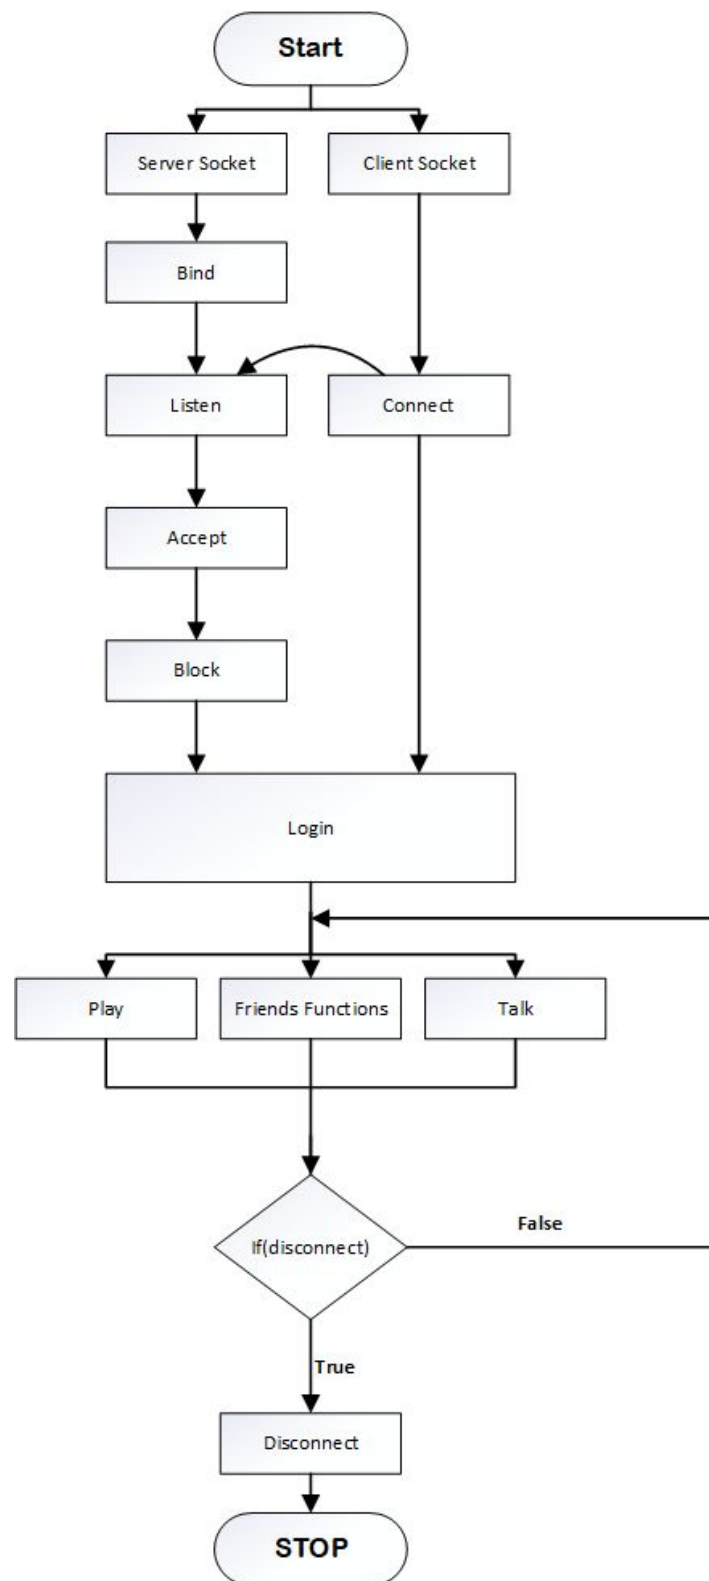 Start
Server Socket
Client Socket
Bind
Listen
Connect
Accept
Block
Login
Play
Friends Functions
Talk
If(disconnect)
False
True
Disconnect
STOP